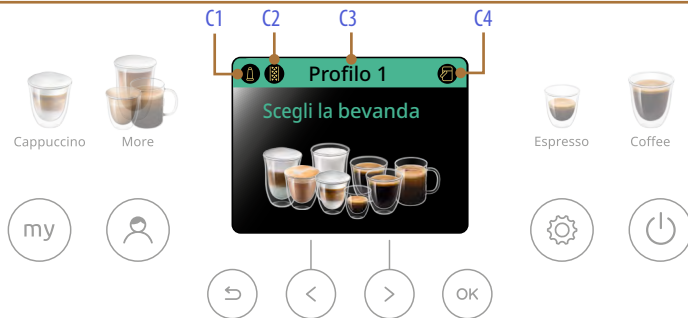 C1 C2 C3 C4
Profilo 1
Scegli la bevanda
Cappuccino More Espresso Coffee
my
OK